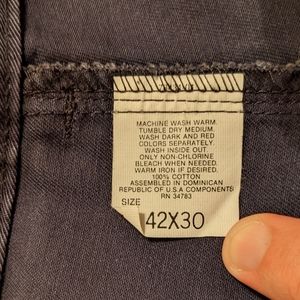 MACHINE WASH WARM.
TUMBLE DRY MEDIUM.
WASH DARK AND RED
COLORS SEPARATELY.
WASH INSIDE OUT.
ONLY NON-CHLORINE
BLEACH WHEN NEEDED.
WARM IRON IF DESIRED.
100% COTTON
ASSEMBLED IN DOMINICAN
REPUBLIC OF U.S.A COMPONENTS
RN 34783
SIZE
42X30